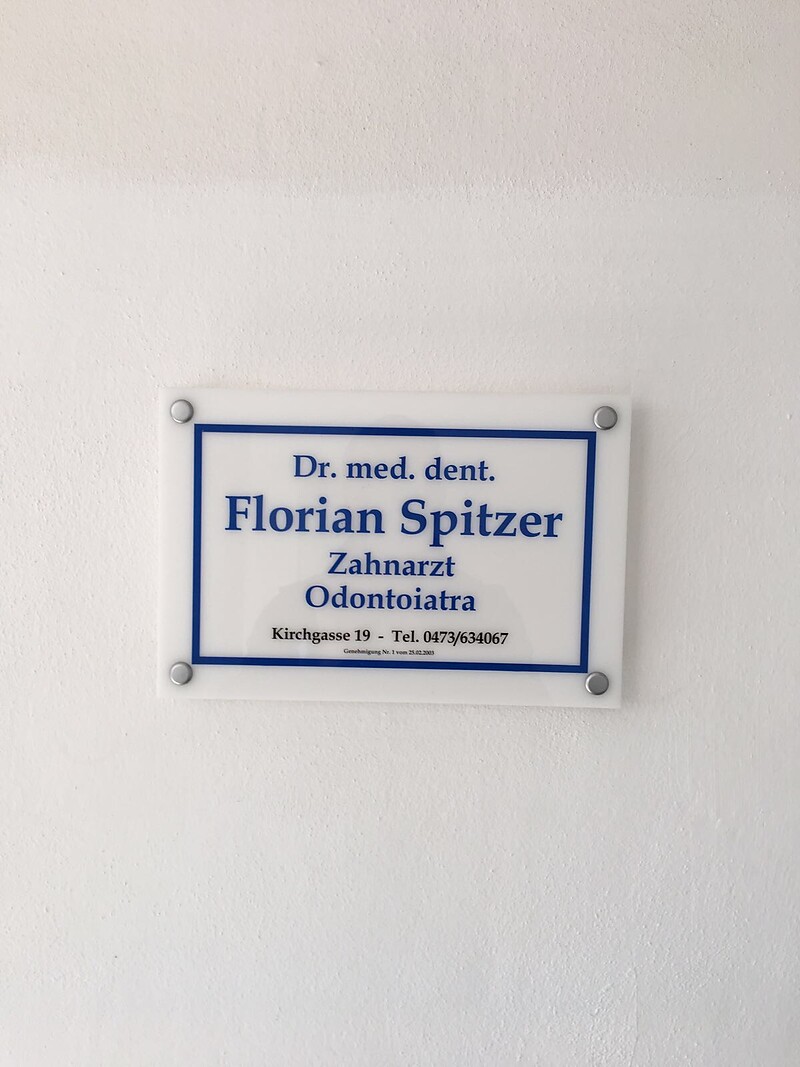 Dr. med. dent.
Florian Spitzer
Zahnarzt
Odontoiatra
Kirchgasse 19 - Tel. 0473/634067
Genehmigung Nr. 1 vom 25.02.2003